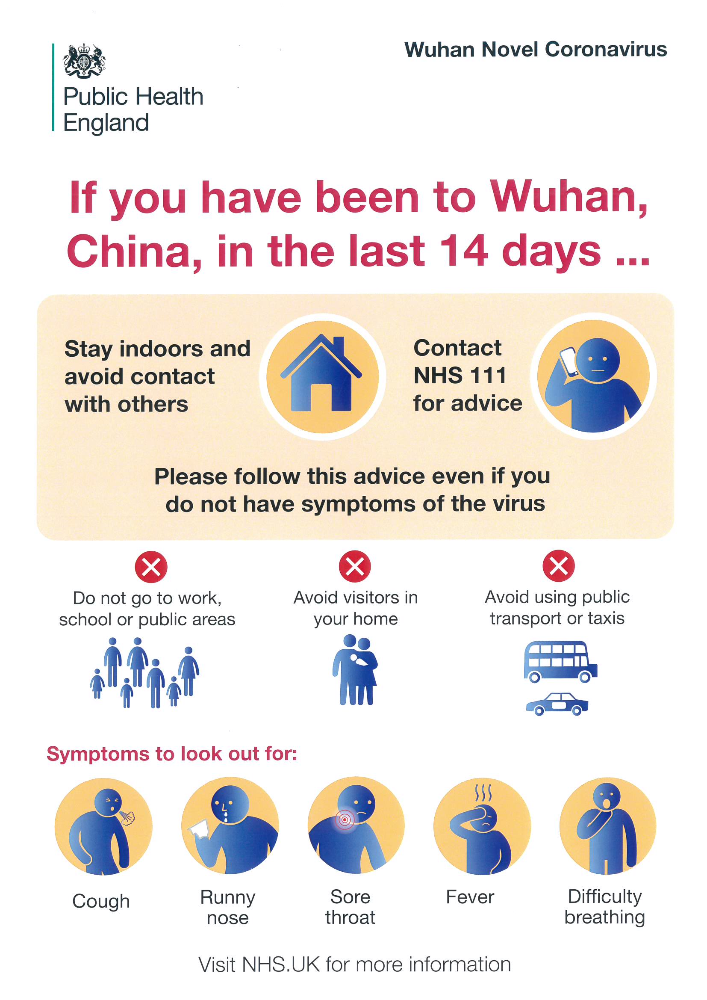 Wuhan Novel Coronavirus
Public Health
England
If you have been to Wuhan,
China, in the last 14 days ...
Stay indoors and
avoid contact
with others
Contact
NHS 111
for advice
Please follow this advice even if you
do not have symptoms of the virus
Do not go to work,
school or public areas
Avoid visitors in
your home
Avoid using public
transport or taxis
Symptoms to look out for:
Cough
Runny
nose
Sore
throat
Fever
Difficulty
breathing
Visit NHS.UK for more information